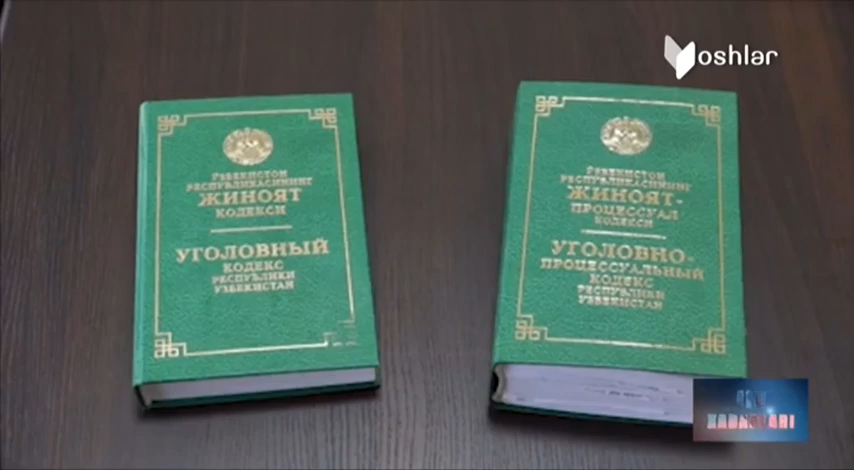 Yoshlar
ЎЗБЕКИСТОН
РЕСПУБЛИКАСИНИНГ
ЖИНОЯТ
КОДЕКСИ
УГОЛОВНЫЙ
КОДЕКС
РЕСПУБЛИКИ
УЗБЕКИСТАН
ЎЗБЕКИСТОН
РЕСПУБЛИКАСИНИНГ
ЖИНОЯТ-
ПРОЦЕССУАЛ
КОДЕКСИ
УГОЛОВНО-
ПРОЦЕССУАЛЬНЫЙ
КОДЕКС
РЕСПУБЛИКИ
УЗБЕКИСТАН